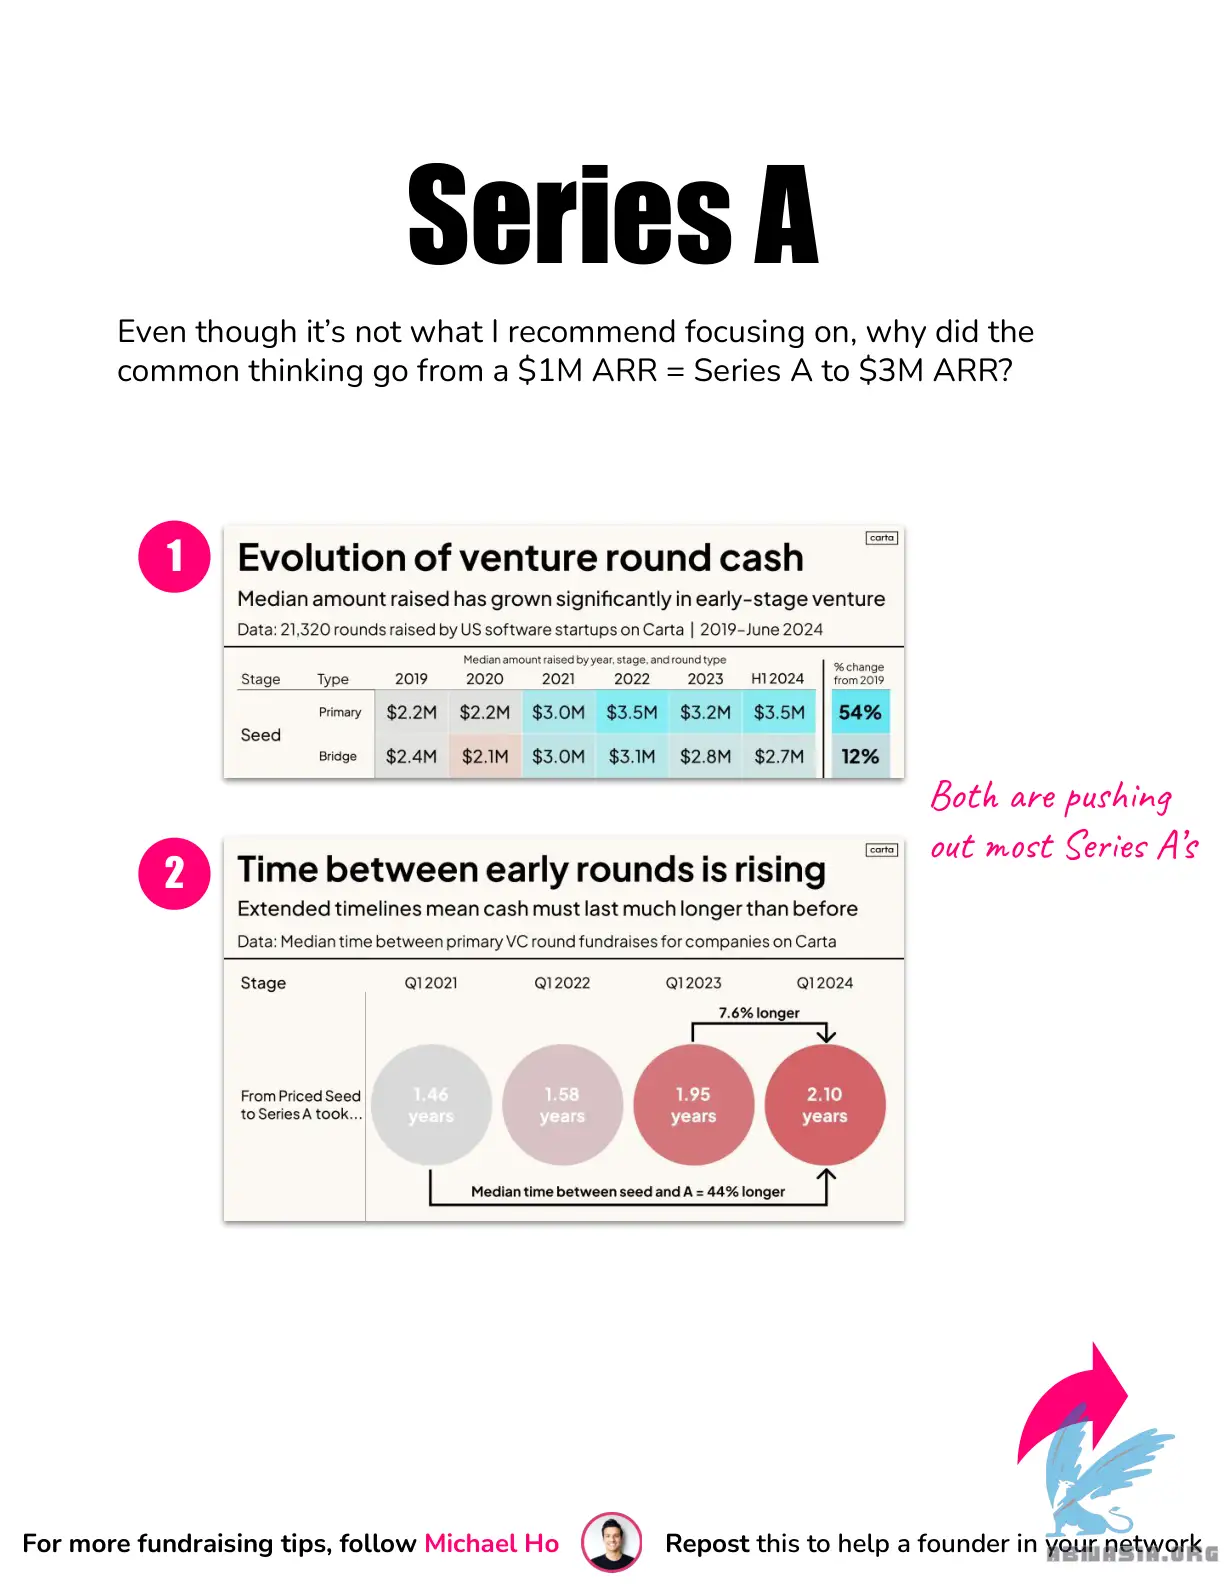 Series A
Even though it's not what I recommend focusing on, why did the
common thinking go from a $1M ARR = Series A to $3M ARR?
1
carta
Evolution of venture round cash
Median amount raised has grown significantly in early-stage venture
Data: 21,320 rounds raised by US software startups on Carta | 2019–June 2024
Median amount raised by year, stage, and round type
% change
from 2019
Stage Type 2019 2020 2021 2022 2023 H1 2024
Seed
Primary $2.2M $2.2M $3.0M $3.5M $3.2M $3.5M 54%
Bridge $2.4M $2.1M $3.0M $3.1M $2.8M $2.7M 12%
Both are pushing
out most Series A's
2
carta
Time between early rounds is rising
Extended timelines mean cash must last much longer than before
Data: Median time between primary VC round fundraises for companies on Carta
Stage Q1 2021 Q1 2022 Q1 2023 Q1 2024
7.6% longer
From Priced Seed
to Series A took...
1.46
years
1.58
years
1.95
years
2.10
years
Median time between seed and A = 44% longer
For more fundraising tips, follow Michael Ho
Repost this to help a founder in your network
ABMASIA.ORG